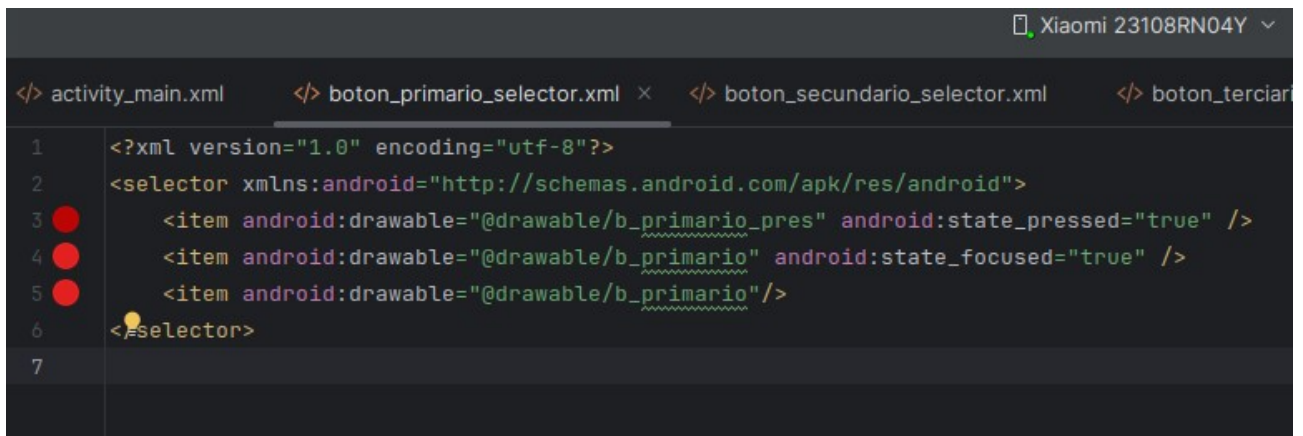 Xiaomi 23108RN04Y
</> activity_main.xml </> boton_primario_selector.xml × </> boton_secundario_selector.xml </> boton_terciari
1 <?xml version="1.0" encoding="utf-8"?>
2 <selector xmlns:android="http://schemas.android.com/apk/res/android">
3 <item android:drawable="@drawable/b_primario_pres" android:state_pressed="true" />
4 <item android:drawable="@drawable/b_primario" android:state_focused="true" />
5 <item android:drawable="@drawable/b_primario"/>
6 </selector>
7